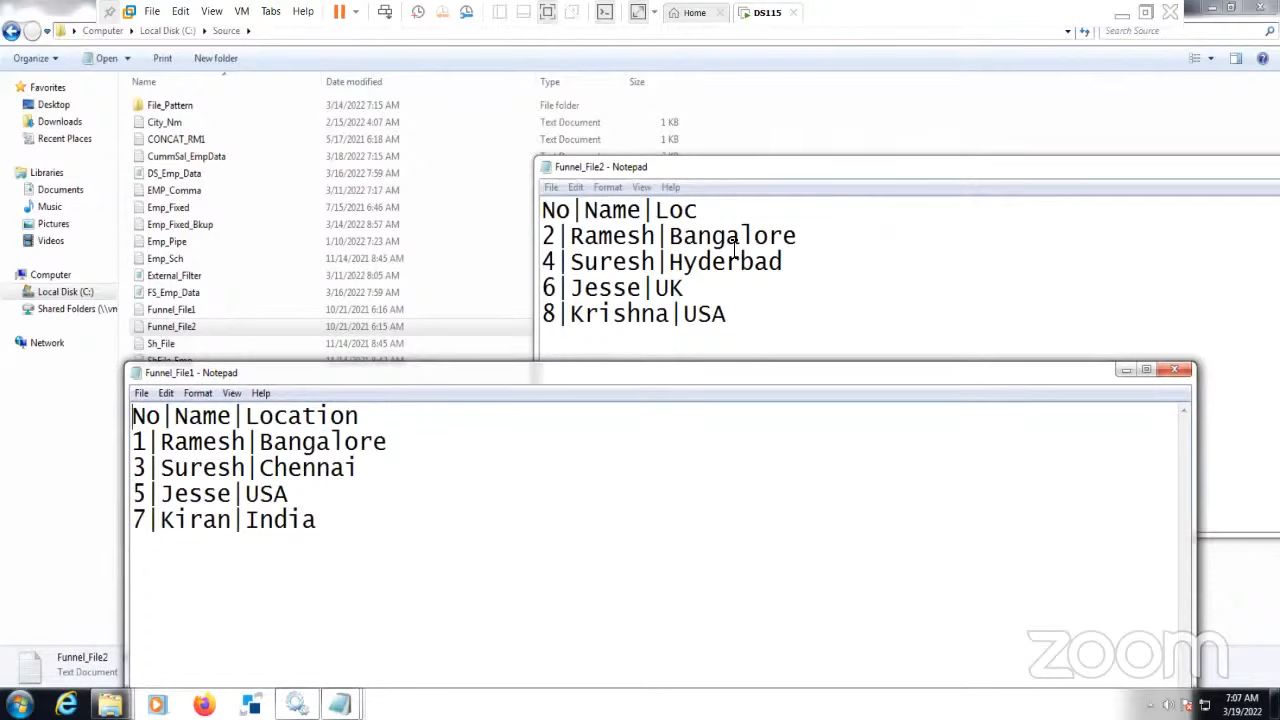 File Edit View VM Tabs Help
Home
DS115
Computer Local Disk (C:) Source
Search Source
Organize Open Print New folder
Name Date modified Type Size
Favorites
Desktop
Downloads
Recent Places
Libraries
Documents
Music
Pictures
Videos
Computer
Local Disk (C:)
Shared Folders (\\vn
Network
File_Pattern 3/14/2022 7:15 AM File folder
City_Nm 2/15/2022 4:07 AM Text Document 1 KB
CONCAT_RM1 5/17/2021 6:18 AM Text Document 1 KB
CummSal_EmpData 3/18/2022 7:15 AM Text Document 1 KB
DS_Emp_Data 3/16/2022 7:59 AM
EMP_Comma 3/11/2022 7:17 AM
Emp_Fixed 7/15/2021 6:46 AM
Emp_Fixed_Bkup 3/14/2022 8:57 AM
Emp_Pipe 1/10/2022 7:23 AM
Emp_Sch 11/14/2021 8:45 AM
External_Filter 3/11/2022 7:15 AM
FS_Emp_Data 3/16/2022 7:59 AM
Funnel_File1 10/21/2021 6:16 AM
Funnel_File2 10/21/2021 6:15 AM
Sh_File 11/14/2021 8:45 AM
Funnel_File2 - Notepad
File Edit Format View Help
No|Name|Loc
2|Ramesh|Bangalore
4|Suresh|Hyderbad
6|Jesse|UK
8|Krishna|USA
Funnel_File1 - Notepad
File Edit Format View Help
No|Name|Location
1|Ramesh|Bangalore
3|Suresh|Chennai
5|Jesse|USA
7|Kiran|India
Funnel_File2
Text Document
zoom
7:07 AM
3/19/2022